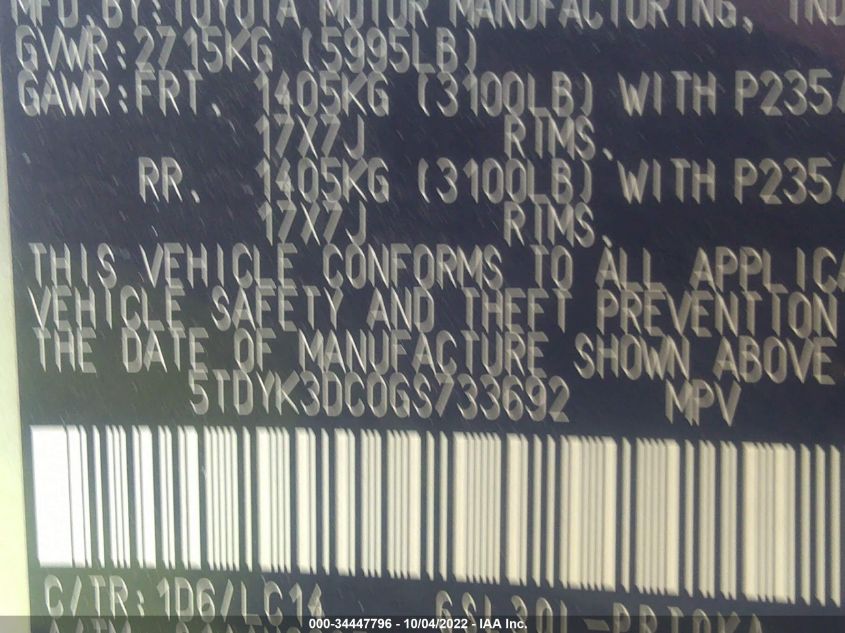 MFD.BY:TOYOTA MOTOR MANUFACTURING, IND
GVWR:2715KG (5995LB)
GAWR:FRT. 1405KG (3100LB) WITH P235/
17X7J RIMS,
RR. 1405KG (3100LB) WITH P235/
17X7J RIMS,
THIS VEHICLE CONFORMS TO ALL APPLICA
VEHICLE SAFETY AND THEFT PREVENTION
THE DATE OF MANUFACTURE SHOWN ABOVE.
5TDYK3DC0GS733692 MPV
C/TR:1D6/LC14 GSL30L-PRTQKA
000-34447796 - 10/04/2022 - IAA Inc.